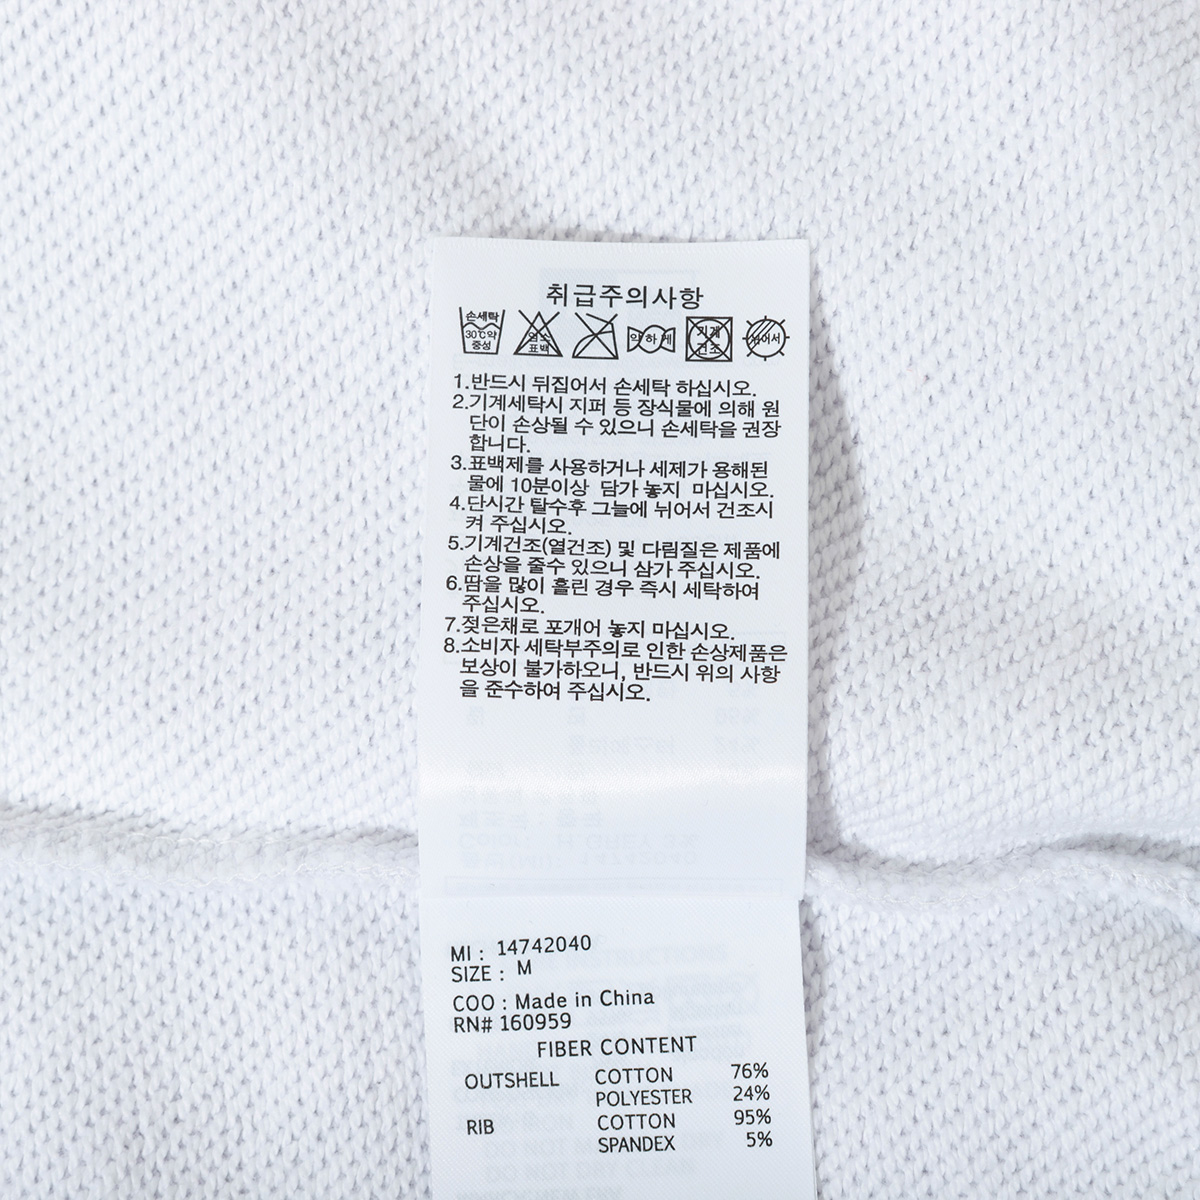 취급주의사항
손세탁
30℃약
중성
염소
표백
약하게
기계
건조
뉘어서
1.반드시 뒤집어서 손세탁 하십시오.
2.기계세탁시 지퍼 등 장식물에 의해 원
단이 손상될 수 있으니 손세탁을 권장
합니다.
3.표백제를 사용하거나 세제가 용해된
물에 10분이상 담가 놓지 마십시오.
4.단시간 탈수후 그늘에 뉘어서 건조시
켜 주십시오.
5.기계건조(열건조) 및 다림질은 제품에
손상을 줄수 있으니 삼가 주십시오.
6.땀을 많이 흘린 경우 즉시 세탁하여
주십시오.
7.젖은채로 포개어 놓지 마십시오.
8.소비자 세탁부주의로 인한 손상제품은
보상이 불가하오니, 반드시 위의 사항
을 준수하여 주십시오.
MI : 14742040
SIZE : M
COO : Made in China
RN# 160959
FIBER CONTENT
OUTSHELL COTTON 76%
POLYESTER 24%
RIB COTTON 95%
SPANDEX 5%